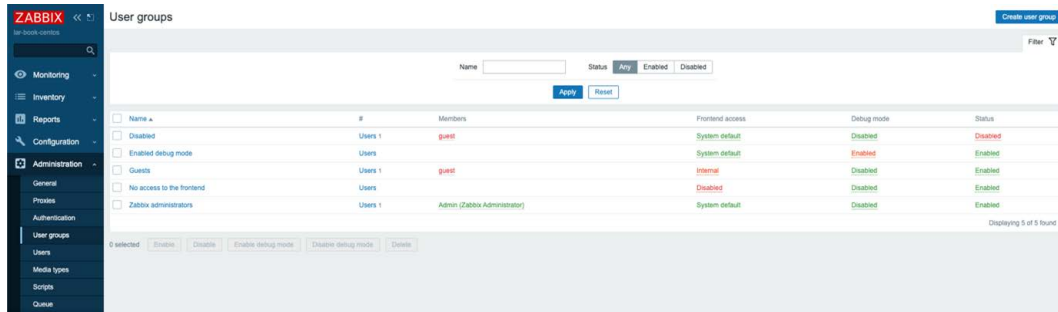 ZABBIX
lar-book-centos
Monitoring
Inventory
Reports
Configuration
Administration
General
Proxies
Authentication
User groups
Users
Media types
Scripts
Queue
User groups
Create user group
Filter
Name Status Any Enabled Disabled
Apply Reset
Name # Members Frontend access Debug mode Status
Disabled Users 1 guest System default Disabled Disabled
Enabled debug mode Users System default Enabled Enabled
Guests Users 1 guest Internal Disabled Enabled
No access to the frontend Users Disabled Disabled Enabled
Zabbix administrators Users 1 Admin (Zabbix Administrator) System default Disabled Enabled
Displaying 5 of 5 found
0 selected Enable Disable Enable debug mode Disable debug mode Delete